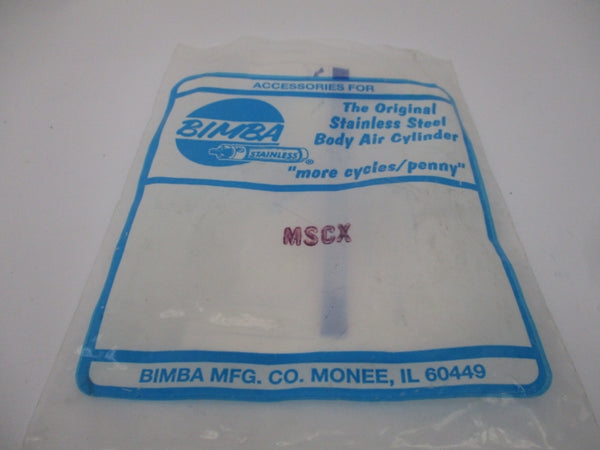 ACCESSORIES FOR
BIMBA
STAINLESS
®
The Original
Stainless Steel
Body Air Cylinder
"more cycles/penny"
MSCX
BIMBA MFG. CO. MONEE, IL 60449